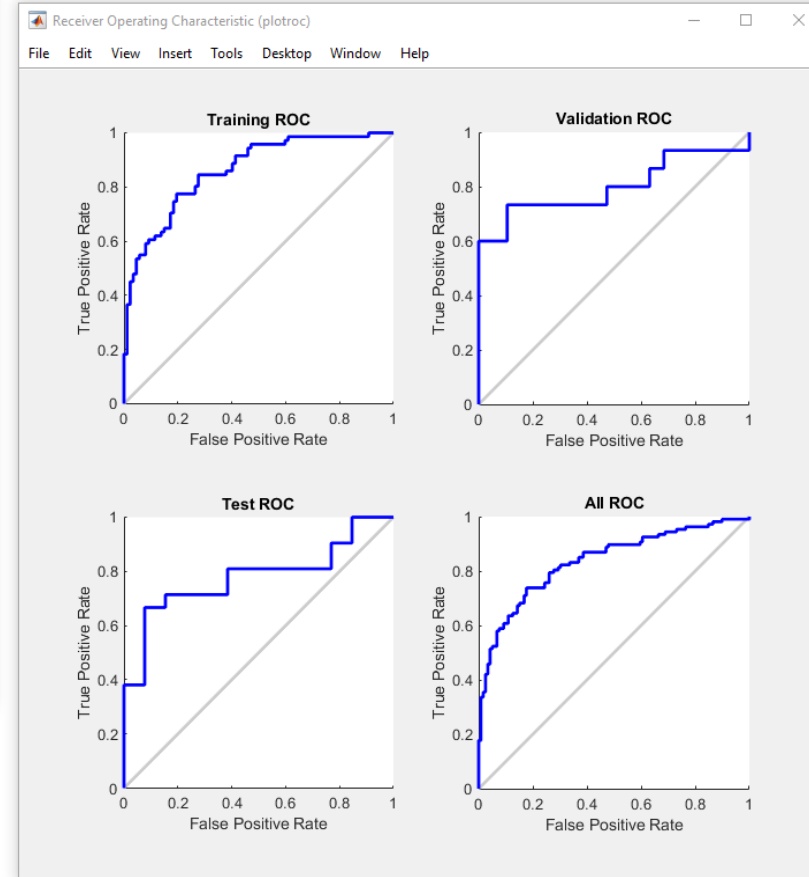 Receiver Operating Characteristic (plotroc)
File Edit View Insert Tools Desktop Window Help
Training ROC
1
0.8
0.6
0.4
0.2
0
True Positive Rate
0 0.2 0.4 0.6 0.8 1
False Positive Rate
Validation ROC
1
0.8
0.6
0.4
0.2
0
True Positive Rate
0 0.2 0.4 0.6 0.8 1
False Positive Rate
Test ROC
1
0.8
0.6
0.4
0.2
0
True Positive Rate
0 0.2 0.4 0.6 0.8 1
False Positive Rate
All ROC
1
0.8
0.6
0.4
0.2
0
True Positive Rate
0 0.2 0.4 0.6 0.8 1
False Positive Rate